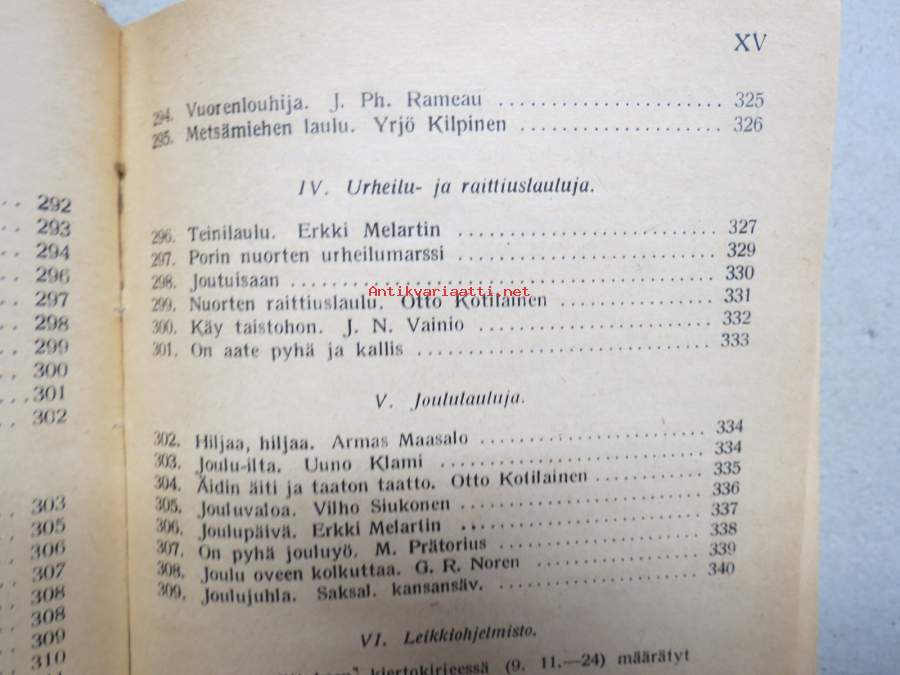 XV
294. Vuorenlouhija. J. Ph. Rameau ........................ 325
295. Metsämiehen laulu. Yrjö Kilpinen ..................... 326
IV. Urheilu- ja raittiuslauluja.
296. Teinilaulu. Erkki Melartin ........................... 327
297. Porin nuorten urheilumarssi .......................... 329
298. Joutuisaan ........................................... 330
Antikvariaatti.net
299. Nuorten raittiuslaulu. Otto Kotilainen ............... 331
300. Käy taistohon. J. N. Vainio .......................... 332
301. On aate pyhä ja kallis ............................... 333
V. Joululauluja.
302. Hiljaa, hiljaa. Armas Maasalo ........................ 334
303. Joulu-ilta. Uuno Klami ............................... 334
304. Äidin äiti ja taaton taatto. Otto Kotilainen ......... 335
305. Jouluvaloa. Vilho Siukonen ........................... 336
306. Joulupäivä. Erkki Melartin ........................... 337
307. On pyhä jouluyö. M. Prätorius ........................ 338
308. Joulu oveen kolkuttaa. G. R. Noren ................... 339
309. Joulujuhla. Saksal. kansansäv. ....................... 340
VI. Leikkiohjelmisto.
kiertokirjeessä (9. 11.—24) määrätyt
292
293
294
296
297
298
299
300
301
302
303
305
306
307
308
308
309
310